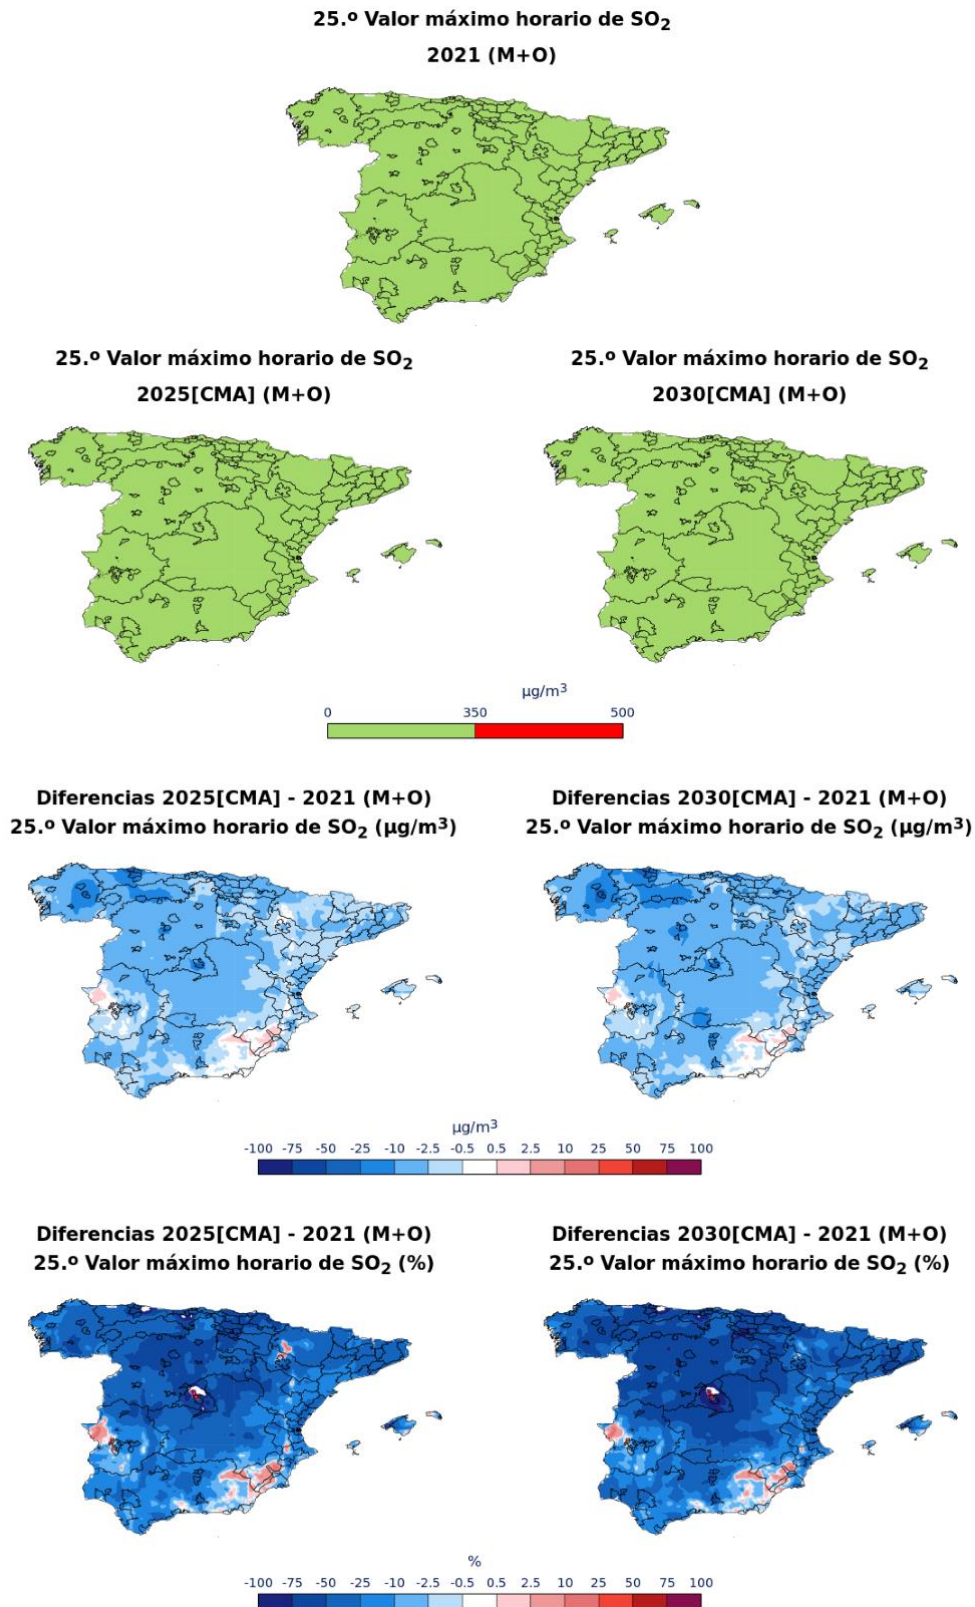 25.º Valor máximo horario de SO2
2021 (M+O)
25.º Valor máximo horario de SO2
2025[CMA] (M+O)
25.º Valor máximo horario de SO2
2030[CMA] (M+O)
µg/m3
0 350 500
Diferencias 2025[CMA] - 2021 (M+O)
25.º Valor máximo horario de SO2 (µg/m3)
Diferencias 2030[CMA] - 2021 (M+O)
25.º Valor máximo horario de SO2 (µg/m3)
µg/m3
-100 -75 -50 -25 -10 -2.5 -0.5 0.5 2.5 10 25 50 75 100
Diferencias 2025[CMA] - 2021 (M+O)
25.º Valor máximo horario de SO2 (%)
Diferencias 2030[CMA] - 2021 (M+O)
25.º Valor máximo horario de SO2 (%)
%
-100 -75 -50 -25 -10 -2.5 -0.5 0.5 2.5 10 25 50 75 100